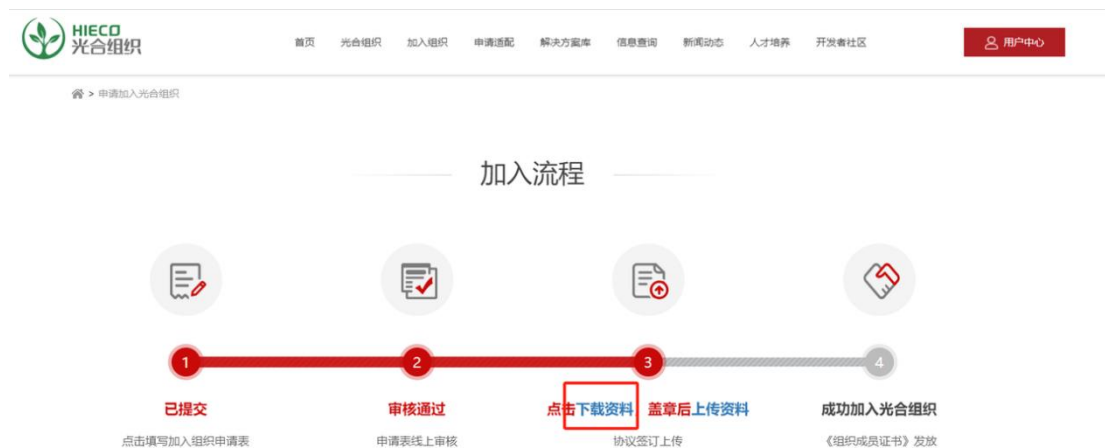 HIECO
光合组织
首页 光合组织 加入组织 申请适配 解决方案库 信息查询 新闻动态 人才培养 开发者社区 用户中心
> 申请加入光合组织
加入流程
1 2 3 4
已提交 审核通过 点击下载资料 盖章后上传资料 成功加入光合组织
点击填写加入组织申请表 申请表线上审核 协议签订上传 《组织成员证书》发放